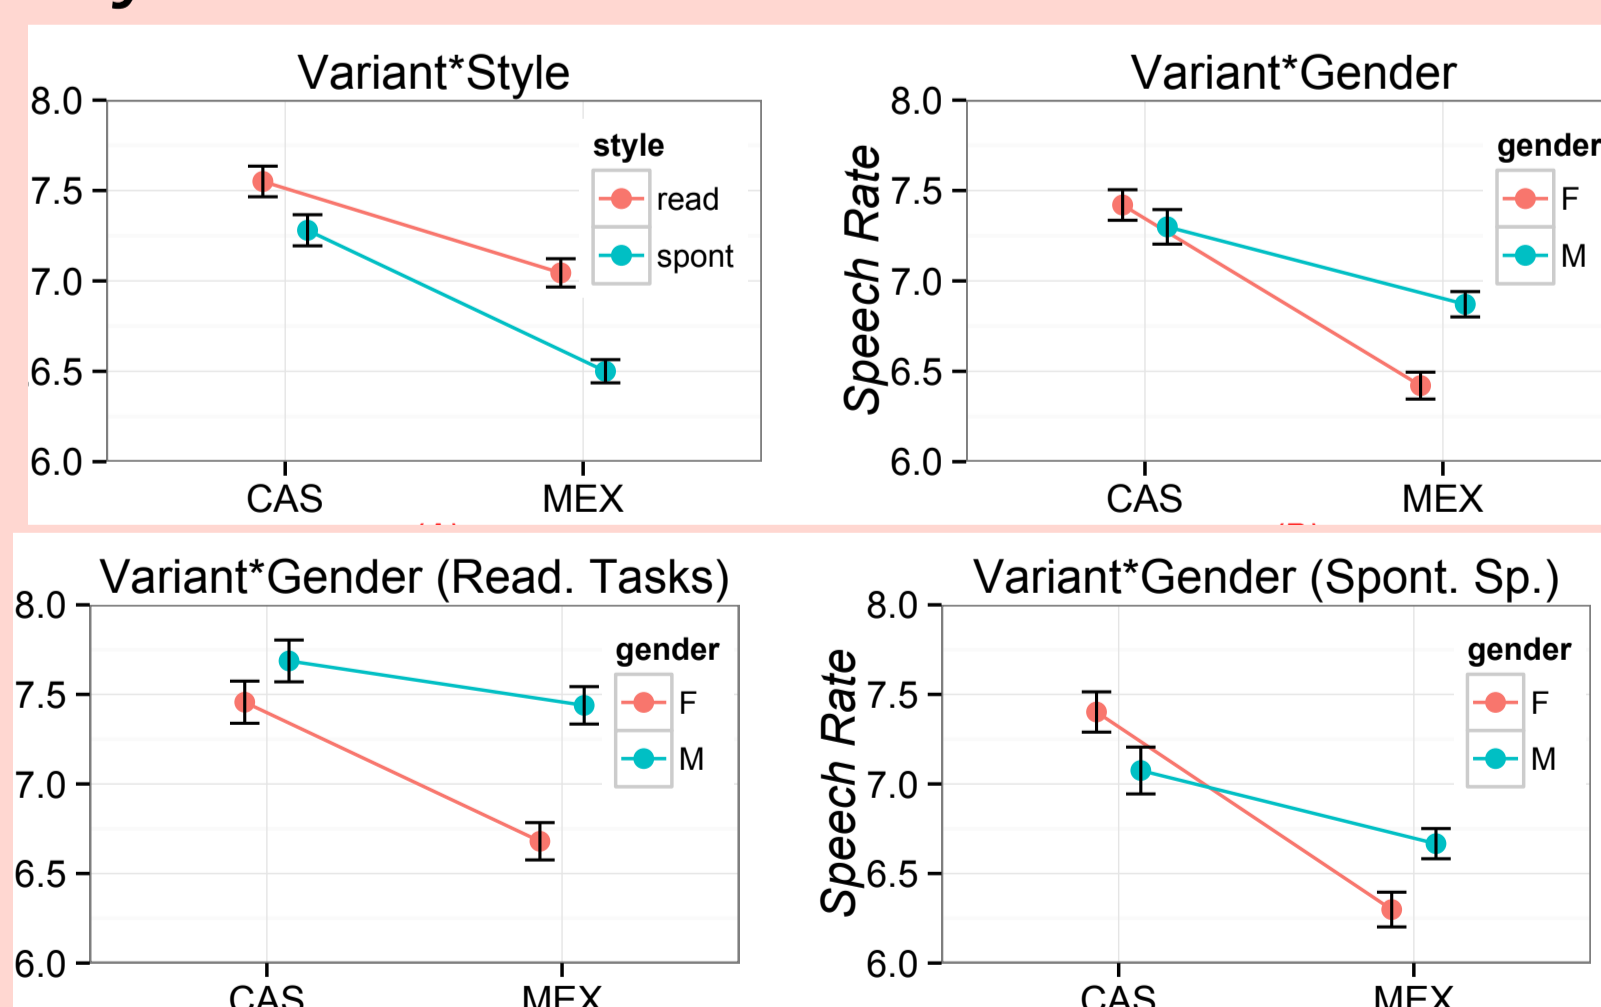 Variant*Style
8.0
7.5
7.0
6.5
6.0
style
read
spont
CAS MEX
Variant*Gender
Speech Rate
8.0
7.5
7.0
6.5
6.0
gender
F
M
CAS MEX
Variant*Gender (Read. Tasks)
8.0
7.5
7.0
6.5
6.0
gender
F
M
CAS MEX
Variant*Gender (Spont. Sp.)
Speech Rate
8.0
7.5
7.0
6.5
6.0
gender
F
M
CAS MEX